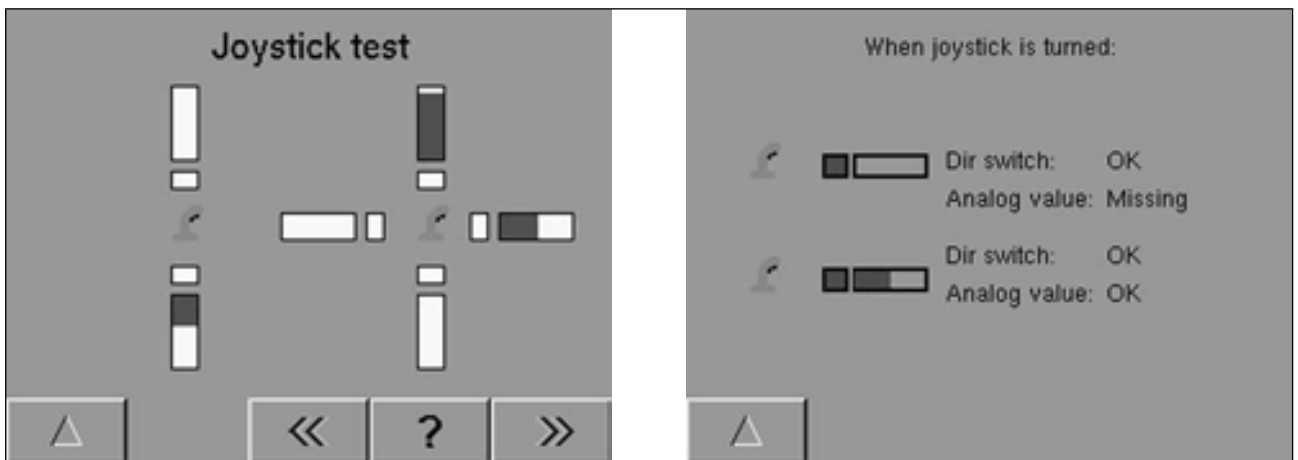 Joystick test
?
When joystick is turned:
Dir switch: OK
Analog value: Missing
Dir switch: OK
Analog value: OK